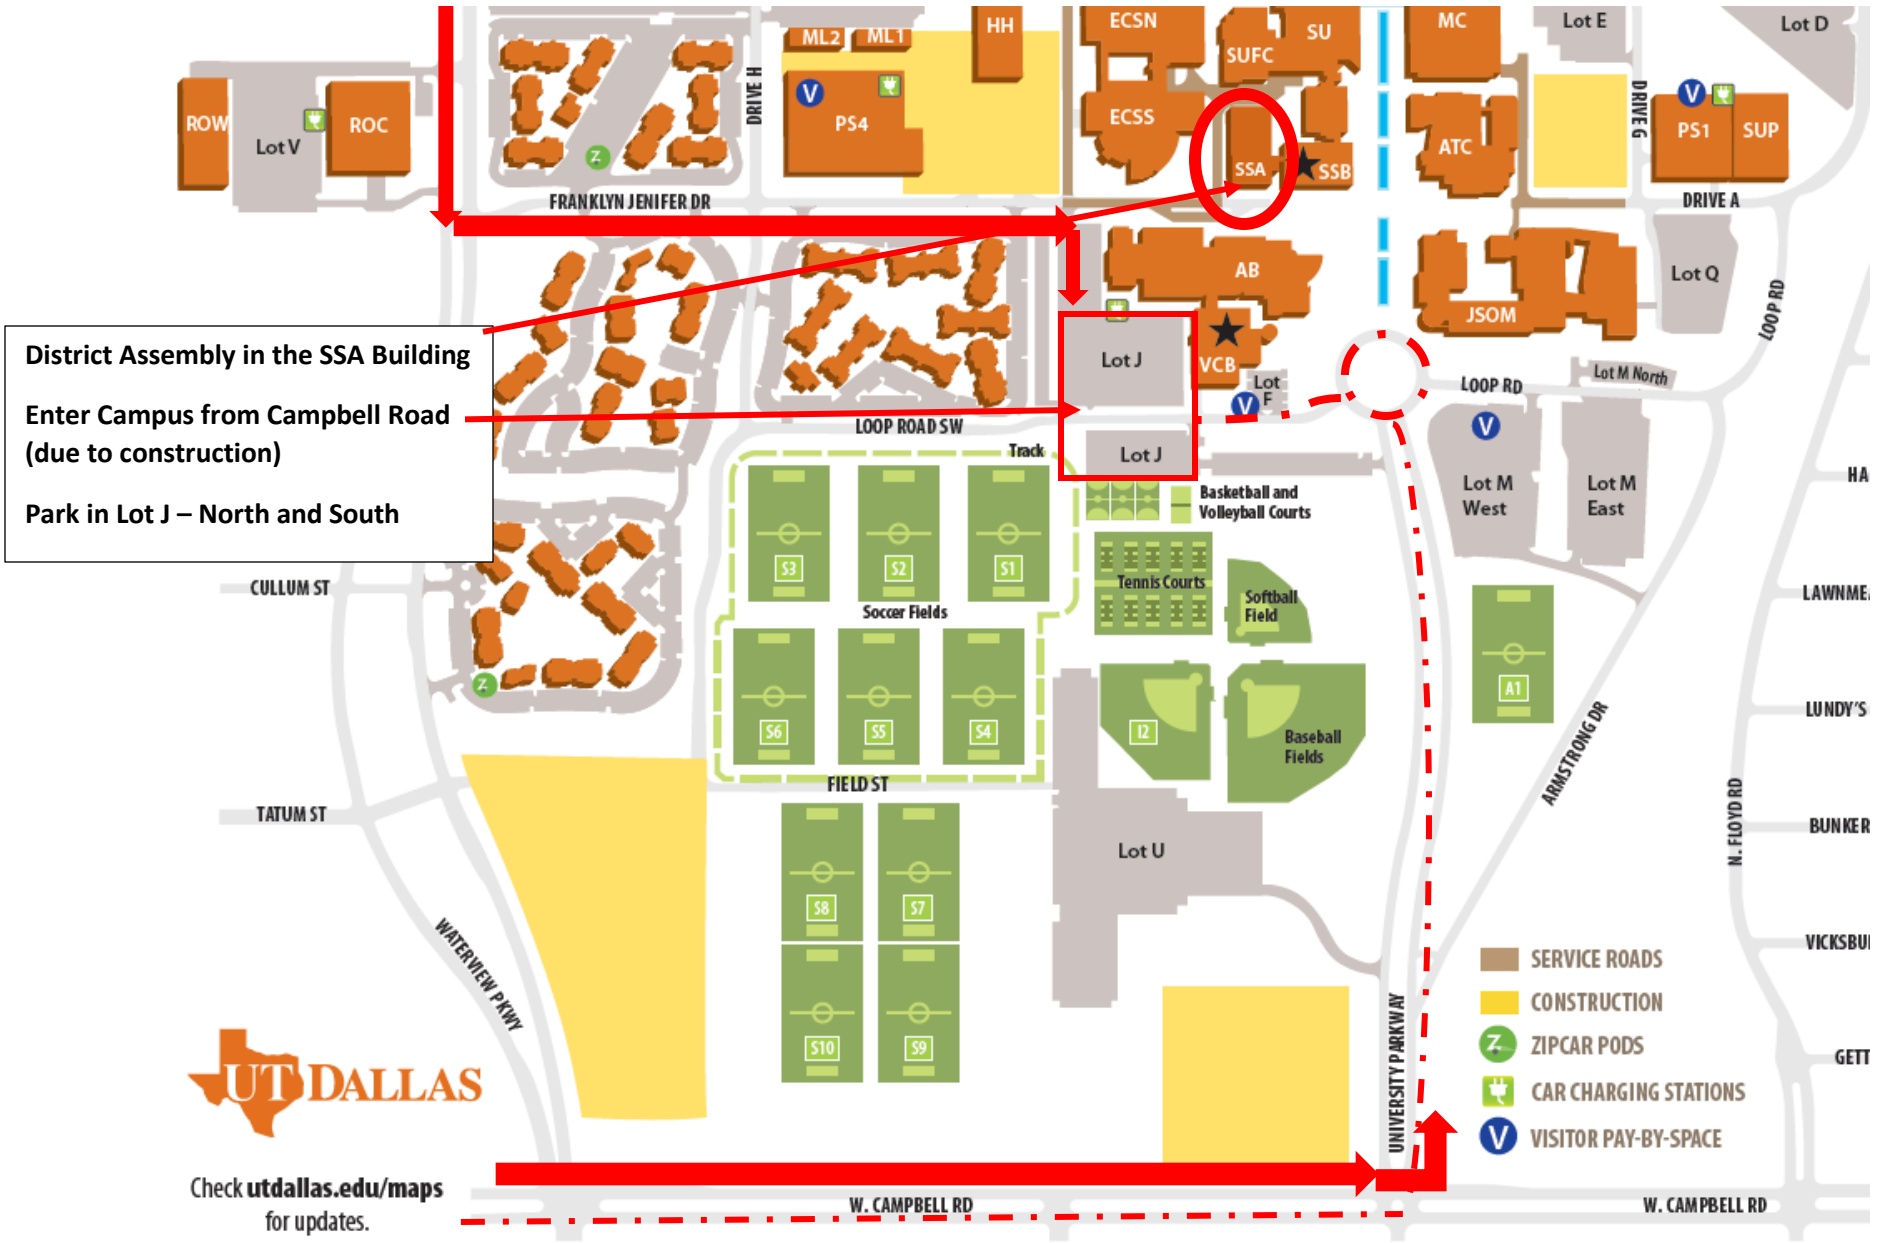 ECSN
SUFC
SU
MC
Lot E
Lot D
ML2
ML1
HH
ROW
Lot V
ROC
DRIVE H
V
PS4
ECSS
SSA
SSB
ATC
DRIVE G
V
PS1
SUP
Z
FRANKLYN JENIFER DR
DRIVE A
AB
Lot Q
LOOP RD
JSOM
District Assembly in the SSA Building
Enter Campus from Campbell Road
(due to construction)
Park in Lot J – North and South
Lot J
VCB
Lot
F
V
LOOP RD
Lot M North
LOOP ROAD SW
V
Track
Lot J
Lot M
West
Lot M
East
HA
Basketball and
Volleyball Courts
S3
S2
S1
Tennis Courts
Softball
Field
CULLUM ST
LAWNME
Soccer Fields
Z
S6
S5
S4
I2
Baseball
Fields
A1
LUNDY'S
ARMSTRONG DR
FIELD ST
TATUM ST
N. FLOYD RD
BUNKER
Lot U
S8
S7
WATERVIEW PKWY
VICKSBU
SERVICE ROADS
CONSTRUCTION
Z
ZIPCAR PODS
CAR CHARGING STATIONS
V
VISITOR PAY-BY-SPACE
GETT
S10
S9
UNIVERSITY PARKWAY
UT DALLAS
Check utdallas.edu/maps
for updates.
W. CAMPBELL RD
W. CAMPBELL RD